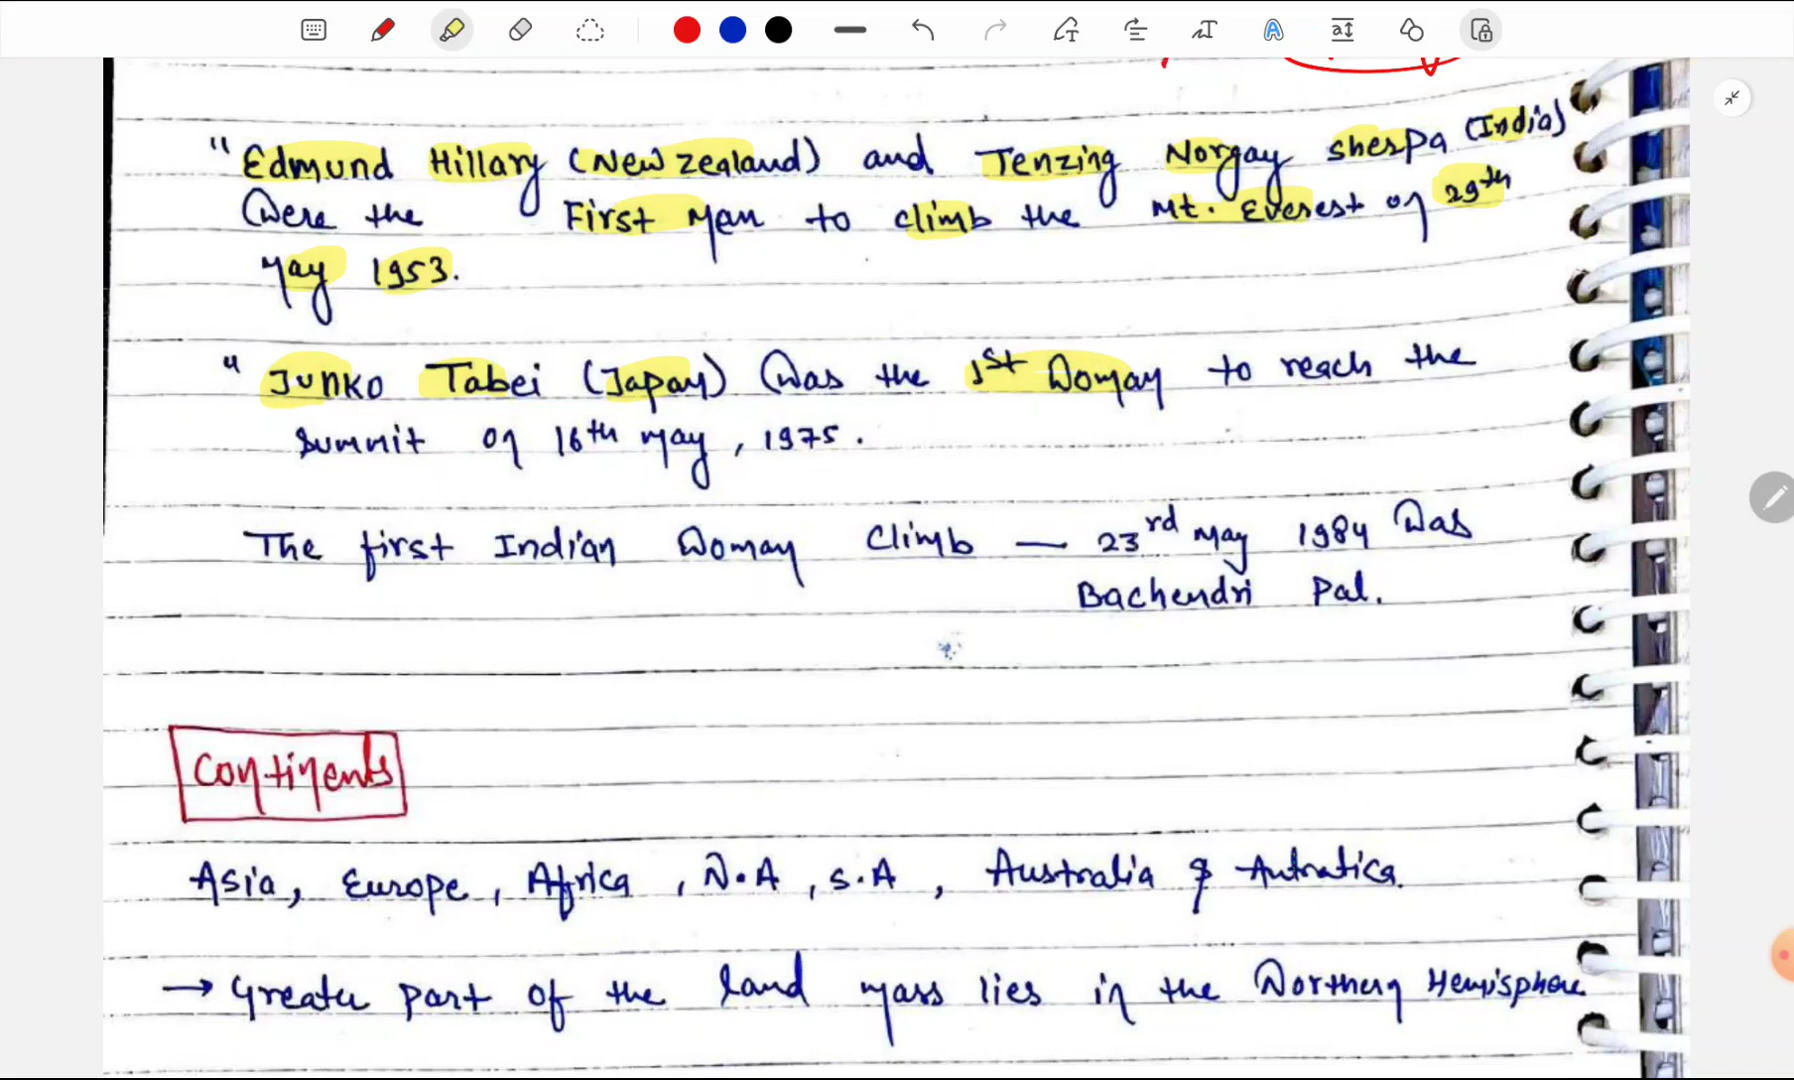 "Edmund Hillary (New zealand) and Tenzing Norgay sherpa (India)
Were the First Man to climb the Mt. Everest on 29th
May 1953.
"Junko Tabei (Japan) Was the 1st Woman to reach the
Summit on 16th May, 1975.
The first Indian Woman Climb — 23rd May 1984 Was
Bachendri Pal.
Continents
Asia, Europe, Africa, N.A, S.A, Australia & Antratica.
→ Greater part of the land mass lies in the Northern Hemisphere